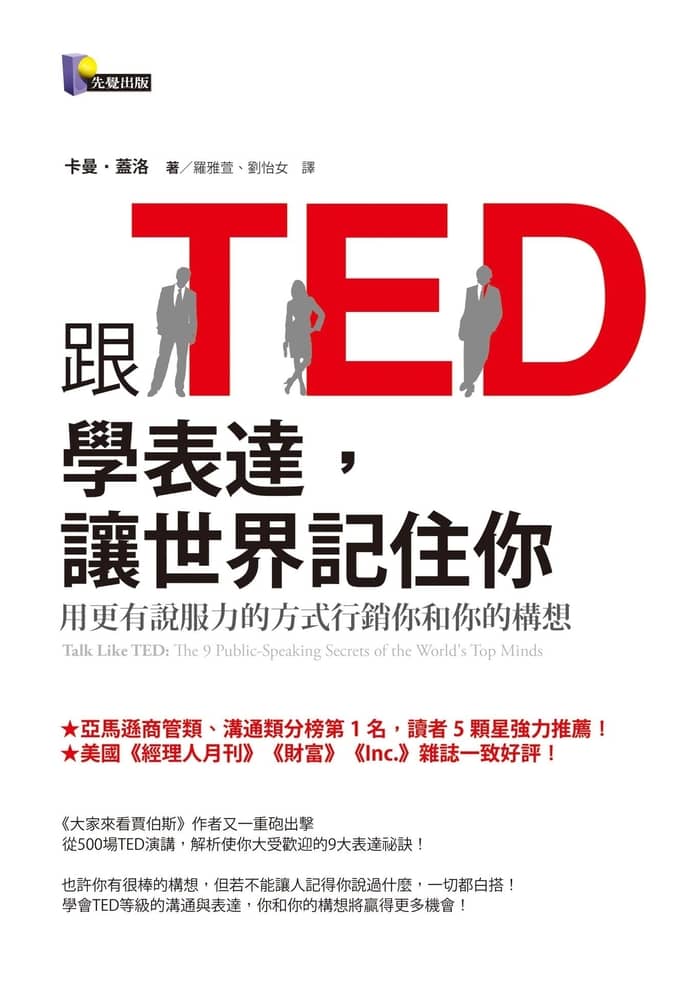 先覺出版
卡曼・蓋洛 著／羅雅萱、劉怡女 譯
跟TED
學表達，
讓世界記住你
用更有說服力的方式行銷你和你的構想
Talk Like TED: The 9 Public-Speaking Secrets of the World's Top Minds
★亞馬遜商管類、溝通類分榜第 1 名，讀者 5 顆星強力推薦！
★美國《經理人月刊》《財富》《Inc.》雜誌一致好評！
《大家來看賈伯斯》作者又一重砲出擊
從500場TED演講，解析使你大受歡迎的9大表達祕訣！
也許你有很棒的構想，但若不能讓人記得你說過什麼，一切都白搭！
學會TED等級的溝通與表達，你和你的構想將贏得更多機會！